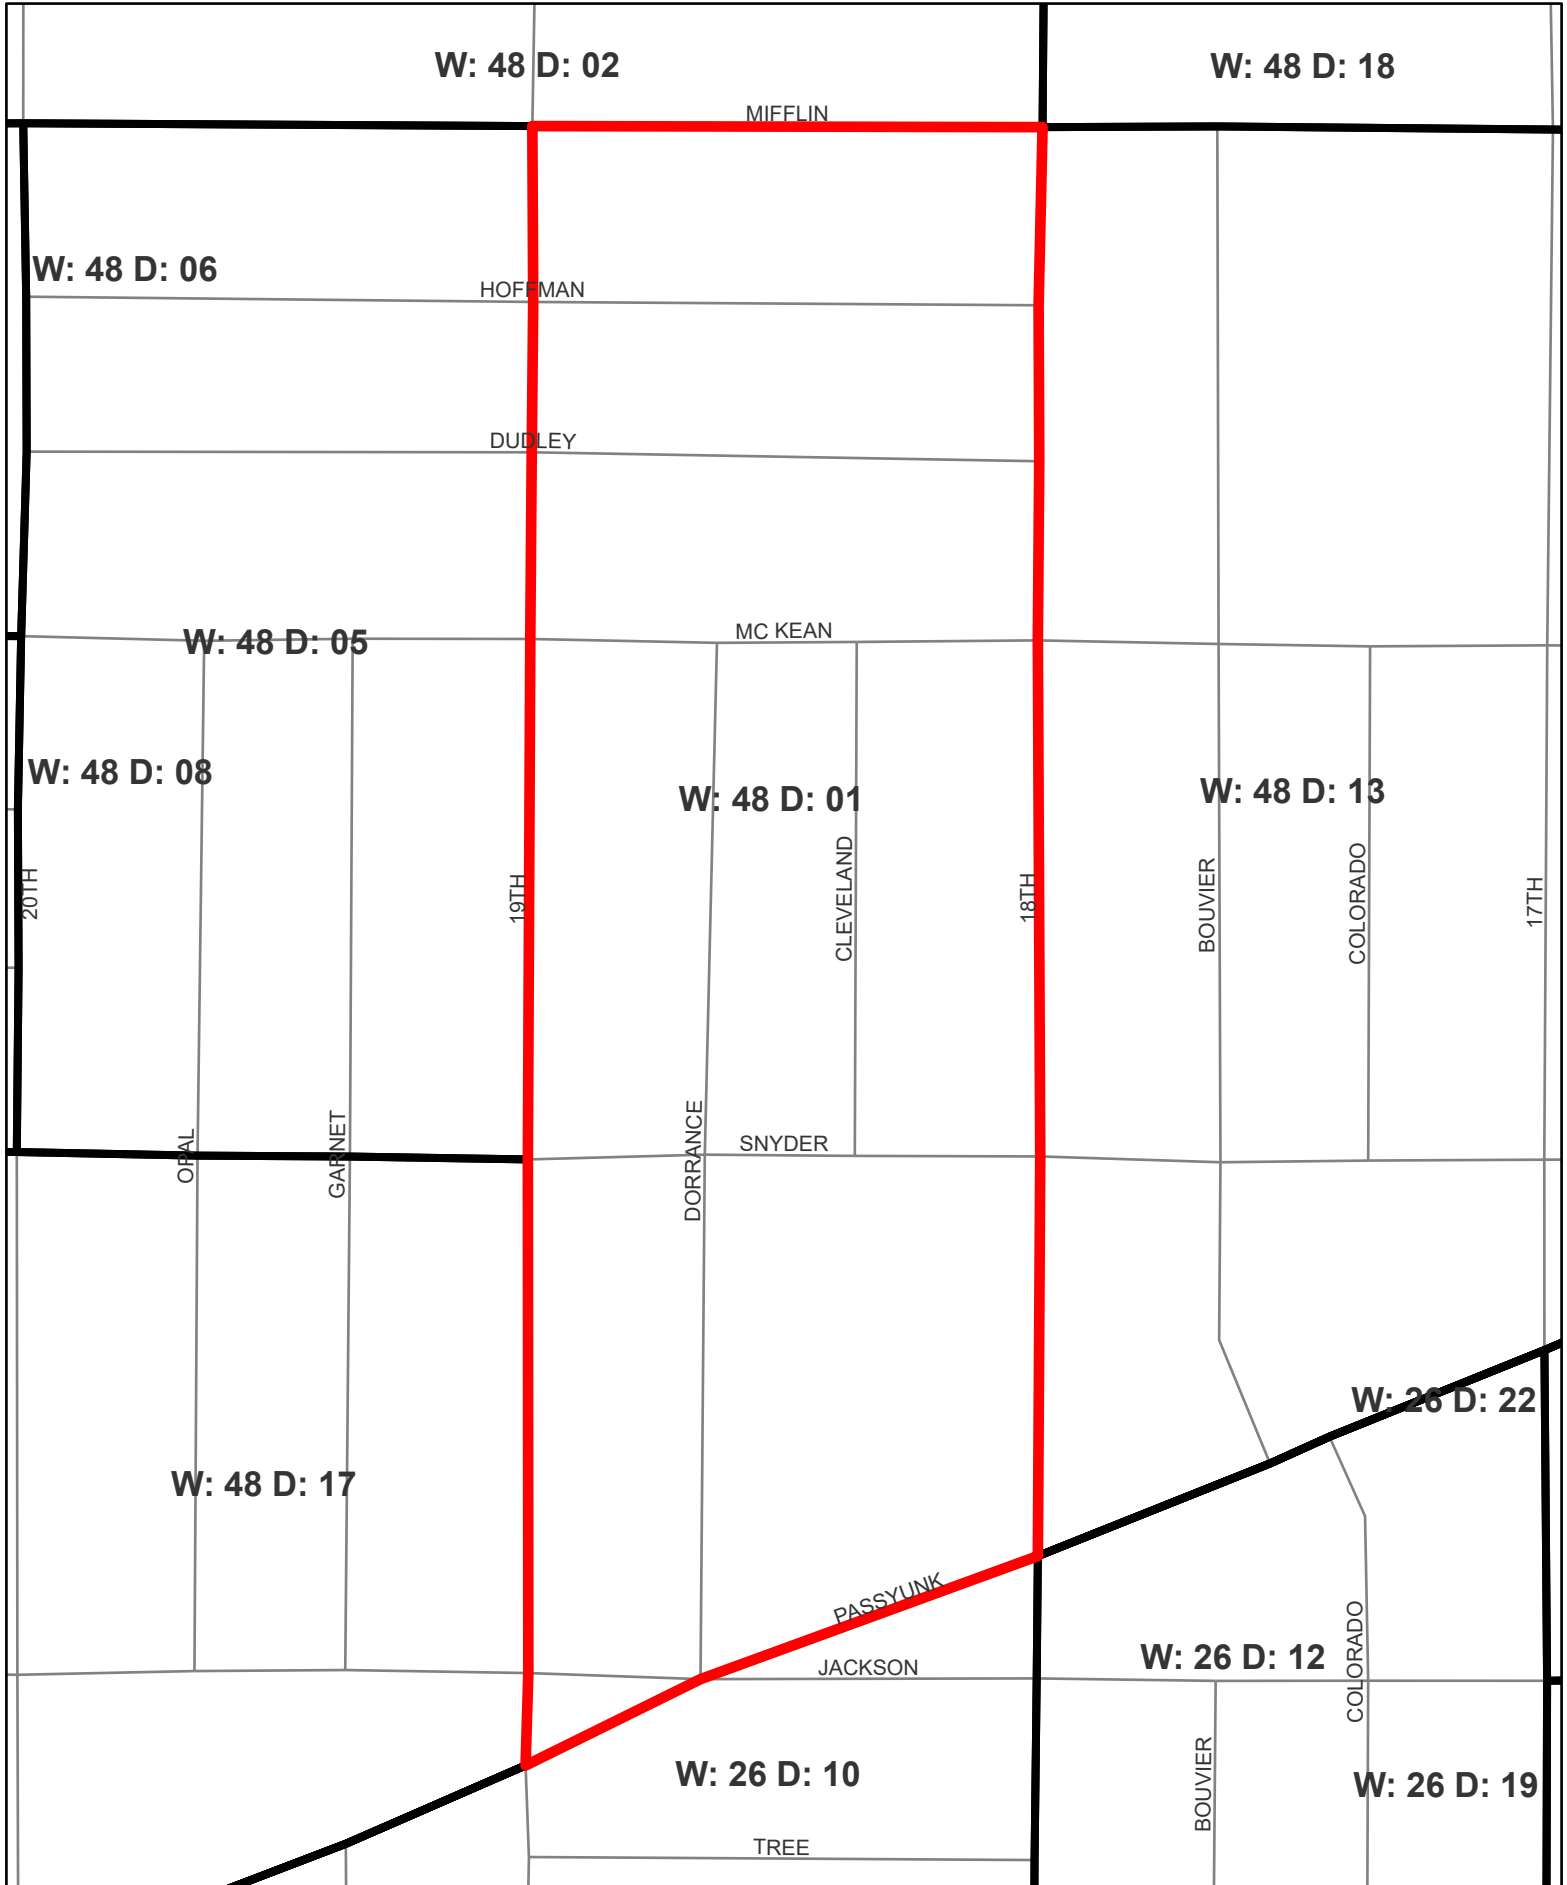 W: 48 D: 02
W: 48 D: 18
MIFFLIN
W: 48 D: 06
HOFFMAN
DUDLEY
MC KEAN
W: 48 D: 05
W: 48 D: 08
W: 48 D: 01
W: 48 D: 13
20TH
19TH
CLEVELAND
18TH
BOUVIER
COLORADO
17TH
OPAL
GARNET
DORRANCE
SNYDER
W: 26 D: 22
W: 48 D: 17
PASSYUNK
JACKSON
W: 26 D: 12
COLORADO
W: 26 D: 10
BOUVIER
W: 26 D: 19
TREE